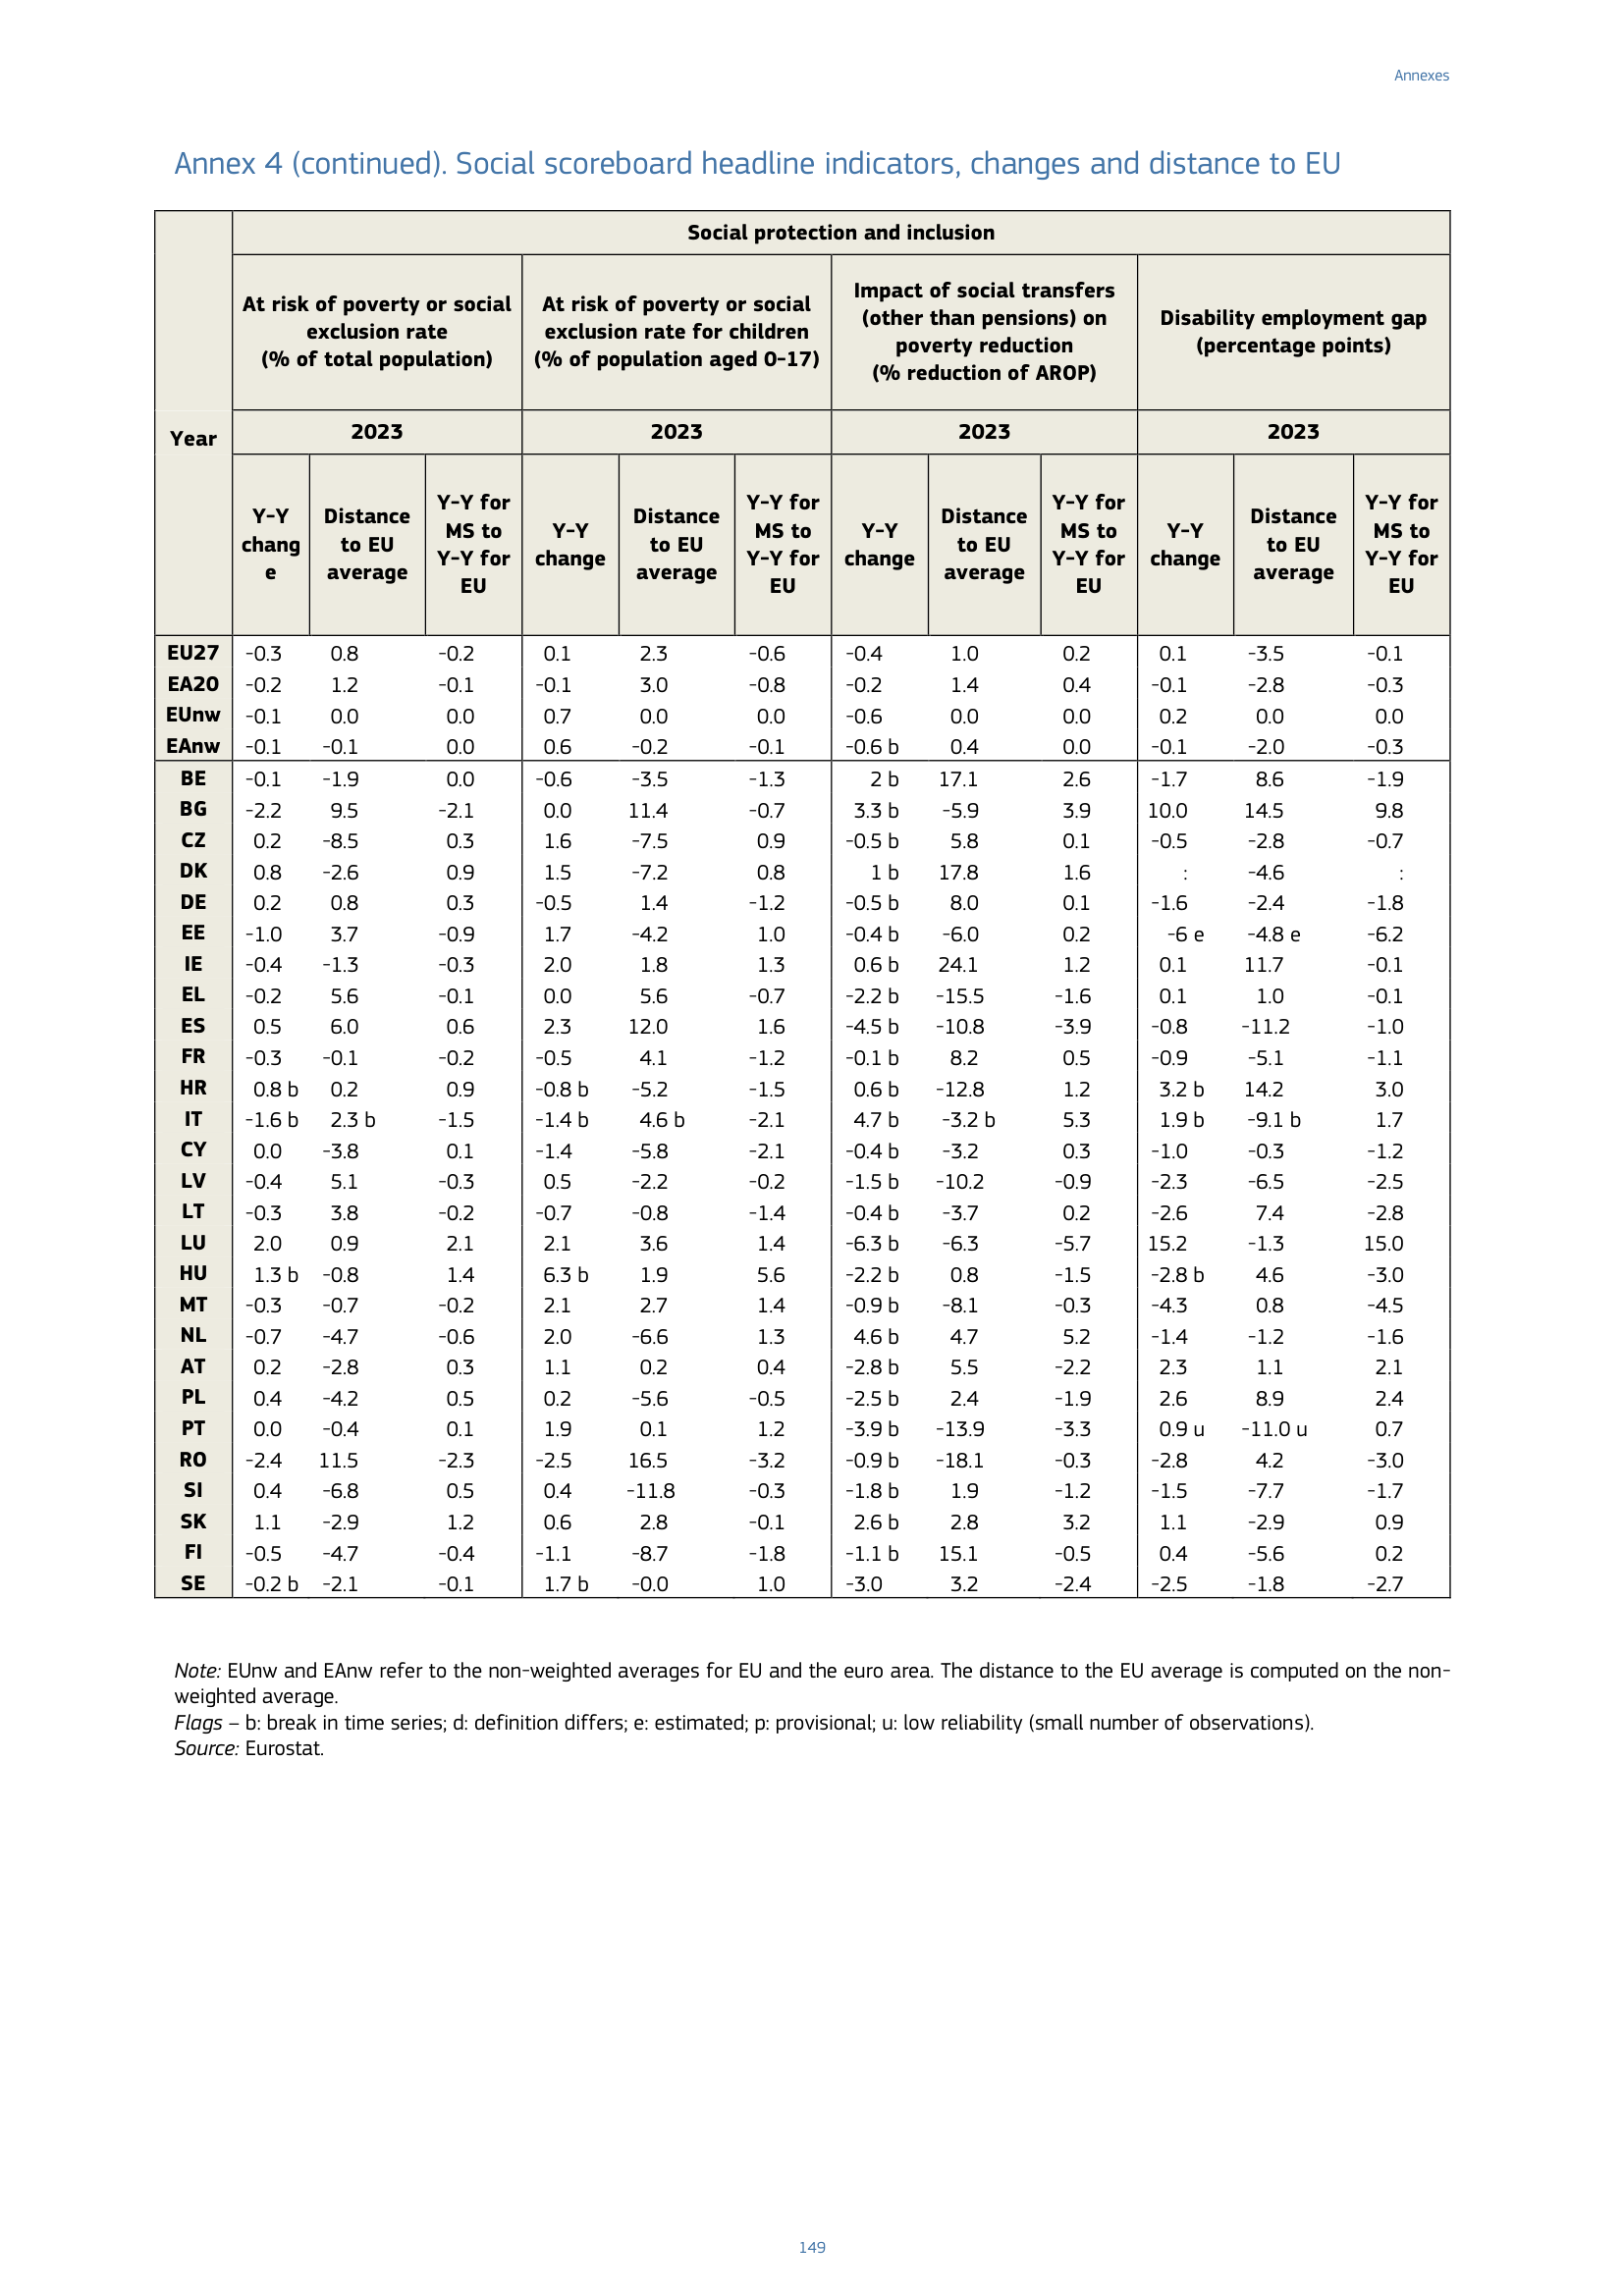 Annexes
Annex 4 (continued). Social scoreboard headline indicators, changes and distance to EU
Social protection and inclusion
At risk of poverty or social exclusion rate (% of total population) At risk of poverty or social exclusion rate for children (% of population aged 0-17) Impact of social transfers (other than pensions) on poverty reduction (% reduction of AROP) Disability employment gap (percentage points)
Year 2023 2023 2023 2023
Y-Y chang e Distance to EU average Y-Y for MS to Y-Y for EU Y-Y change Distance to EU average Y-Y for MS to Y-Y for EU Y-Y change Distance to EU average Y-Y for MS to Y-Y for EU Y-Y change Distance to EU average Y-Y for MS to Y-Y for EU
EU27 -0.3 0.8 -0.2 0.1 2.3 -0.6 -0.4 1.0 0.2 0.1 -3.5 -0.1
EA20 -0.2 1.2 -0.1 -0.1 3.0 -0.8 -0.2 1.4 0.4 -0.1 -2.8 -0.3
EUnw -0.1 0.0 0.0 0.7 0.0 0.0 -0.6 0.0 0.0 0.2 0.0 0.0
EAnw -0.1 -0.1 0.0 0.6 -0.2 -0.1 -0.6 b 0.4 0.0 -0.1 -2.0 -0.3
BE -0.1 -1.9 0.0 -0.6 -3.5 -1.3 2 b 17.1 2.6 -1.7 8.6 -1.9
BG -2.2 9.5 -2.1 0.0 11.4 -0.7 3.3 b -5.9 3.9 10.0 14.5 9.8
CZ 0.2 -8.5 0.3 1.6 -7.5 0.9 -0.5 b 5.8 0.1 -0.5 -2.8 -0.7
DK 0.8 -2.6 0.9 1.5 -7.2 0.8 1 b 17.8 1.6 : -4.6 :
DE 0.2 0.8 0.3 -0.5 1.4 -1.2 -0.5 b 8.0 0.1 -1.6 -2.4 -1.8
EE -1.0 3.7 -0.9 1.7 -4.2 1.0 -0.4 b -6.0 0.2 -6 e -4.8 e -6.2
IE -0.4 -1.3 -0.3 2.0 1.8 1.3 0.6 b 24.1 1.2 0.1 11.7 -0.1
EL -0.2 5.6 -0.1 0.0 5.6 -0.7 -2.2 b -15.5 -1.6 0.1 1.0 -0.1
ES 0.5 6.0 0.6 2.3 12.0 1.6 -4.5 b -10.8 -3.9 -0.8 -11.2 -1.0
FR -0.3 -0.1 -0.2 -0.5 4.1 -1.2 -0.1 b 8.2 0.5 -0.9 -5.1 -1.1
HR 0.8 b 0.2 0.9 -0.8 b -5.2 -1.5 0.6 b -12.8 1.2 3.2 b 14.2 3.0
IT -1.6 b 2.3 b -1.5 -1.4 b 4.6 b -2.1 4.7 b -3.2 b 5.3 1.9 b -9.1 b 1.7
CY 0.0 -3.8 0.1 -1.4 -5.8 -2.1 -0.4 b -3.2 0.3 -1.0 -0.3 -1.2
LV -0.4 5.1 -0.3 0.5 -2.2 -0.2 -1.5 b -10.2 -0.9 -2.3 -6.5 -2.5
LT -0.3 3.8 -0.2 -0.7 -0.8 -1.4 -0.4 b -3.7 0.2 -2.6 7.4 -2.8
LU 2.0 0.9 2.1 2.1 3.6 1.4 -6.3 b -6.3 -5.7 15.2 -1.3 15.0
HU 1.3 b -0.8 1.4 6.3 b 1.9 5.6 -2.2 b 0.8 -1.5 -2.8 b 4.6 -3.0
MT -0.3 -0.7 -0.2 2.1 2.7 1.4 -0.9 b -8.1 -0.3 -4.3 0.8 -4.5
NL -0.7 -4.7 -0.6 2.0 -6.6 1.3 4.6 b 4.7 5.2 -1.4 -1.2 -1.6
AT 0.2 -2.8 0.3 1.1 0.2 0.4 -2.8 b 5.5 -2.2 2.3 1.1 2.1
PL 0.4 -4.2 0.5 0.2 -5.6 -0.5 -2.5 b 2.4 -1.9 2.6 8.9 2.4
PT 0.0 -0.4 0.1 1.9 0.1 1.2 -3.9 b -13.9 -3.3 0.9 u -11.0 u 0.7
RO -2.4 11.5 -2.3 -2.5 16.5 -3.2 -0.9 b -18.1 -0.3 -2.8 4.2 -3.0
SI 0.4 -6.8 0.5 0.4 -11.8 -0.3 -1.8 b 1.9 -1.2 -1.5 -7.7 -1.7
SK 1.1 -2.9 1.2 0.6 2.8 -0.1 2.6 b 2.8 3.2 1.1 -2.9 0.9
FI -0.5 -4.7 -0.4 -1.1 -8.7 -1.8 -1.1 b 15.1 -0.5 0.4 -5.6 0.2
SE -0.2 b -2.1 -0.1 1.7 b -0.0 1.0 -3.0 3.2 -2.4 -2.5 -1.8 -2.7
Note: EUnw and EAnw refer to the non-weighted averages for EU and the euro area. The distance to the EU average is computed on the non-
weighted average.
Flags – b: break in time series; d: definition differs; e: estimated; p: provisional; u: low reliability (small number of observations).
Source: Eurostat.
149